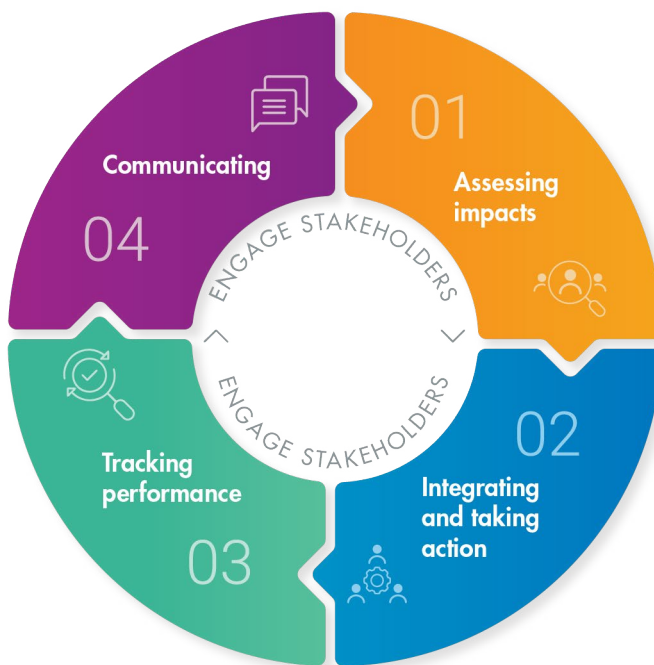 01
Assessing
impacts
02
Integrating
and taking
action
03
Tracking
performance
04
Communicating
ENGAGE STAKEHOLDERS
ENGAGE STAKEHOLDERS